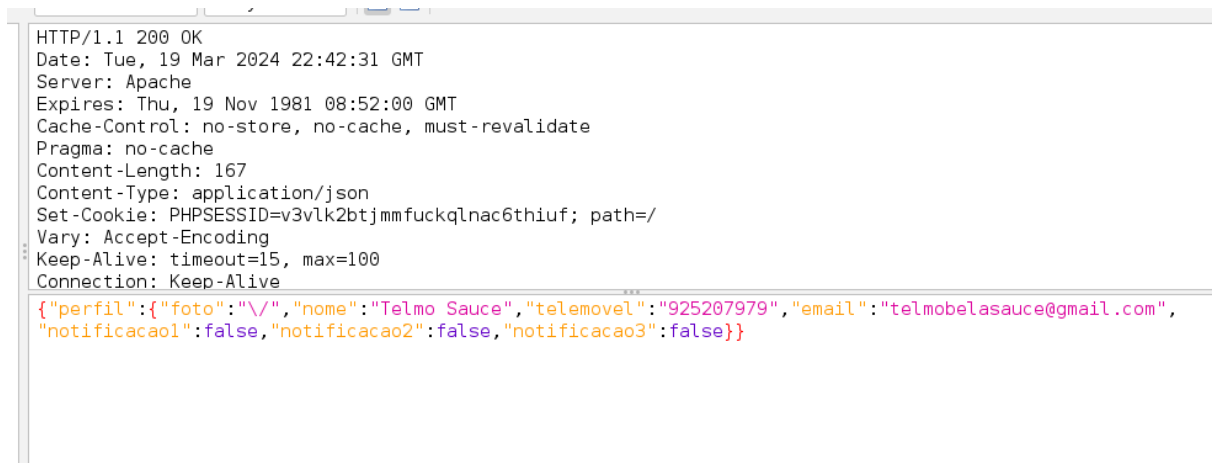 HTTP/1.1 200 OK
Date: Tue, 19 Mar 2024 22:42:31 GMT
Server: Apache
Expires: Thu, 19 Nov 1981 08:52:00 GMT
Cache-Control: no-store, no-cache, must-revalidate
Pragma: no-cache
Content-Length: 167
Content-Type: application/json
Set-Cookie: PHPSESSID=v3vlk2btjmmfuckqlnac6thiuf; path=/
Vary: Accept-Encoding
Keep-Alive: timeout=15, max=100
Connection: Keep-Alive
{"perfil":{"foto":"\/","nome":"Telmo Sauce","telemovel":"925207979","email":"telmobelasauce@gmail.com",
"notificacao1":false,"notificacao2":false,"notificacao3":false}}